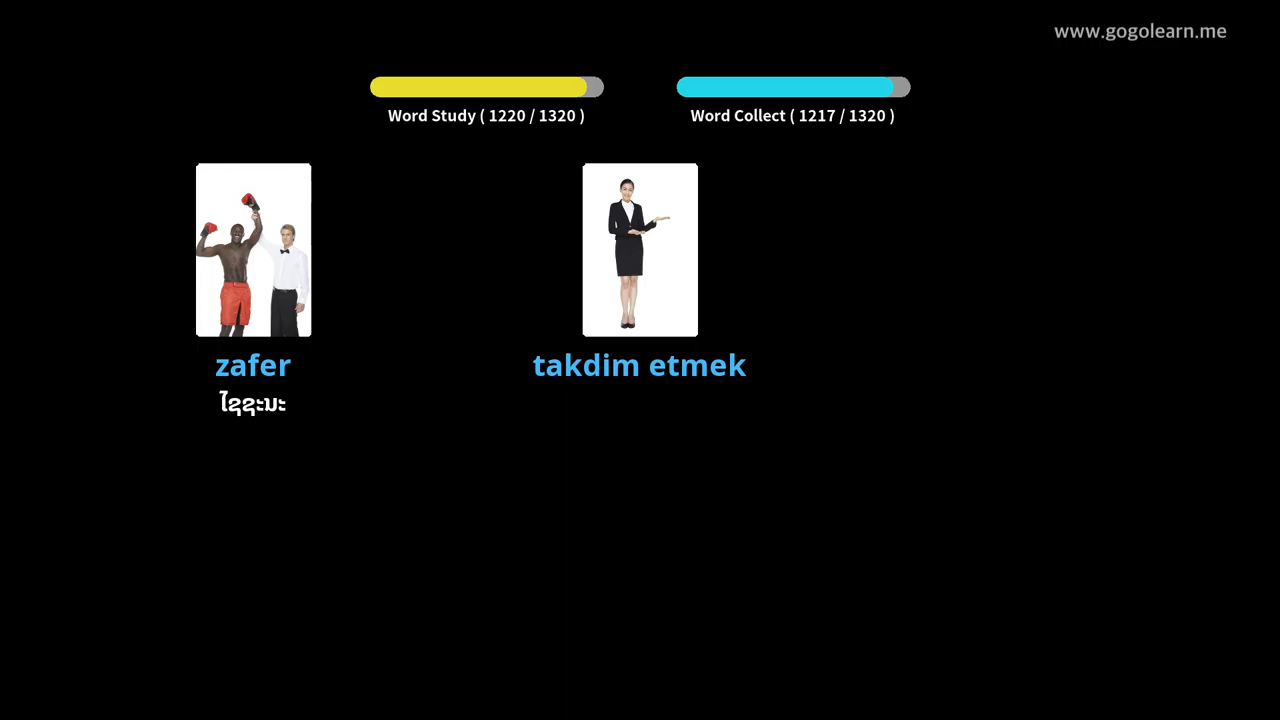 www.gogolearn.me
Word Study ( 1220 / 1320 )
Word Collect ( 1217 / 1320 )
zafer
ໄຊຊະນະ
takdim etmek